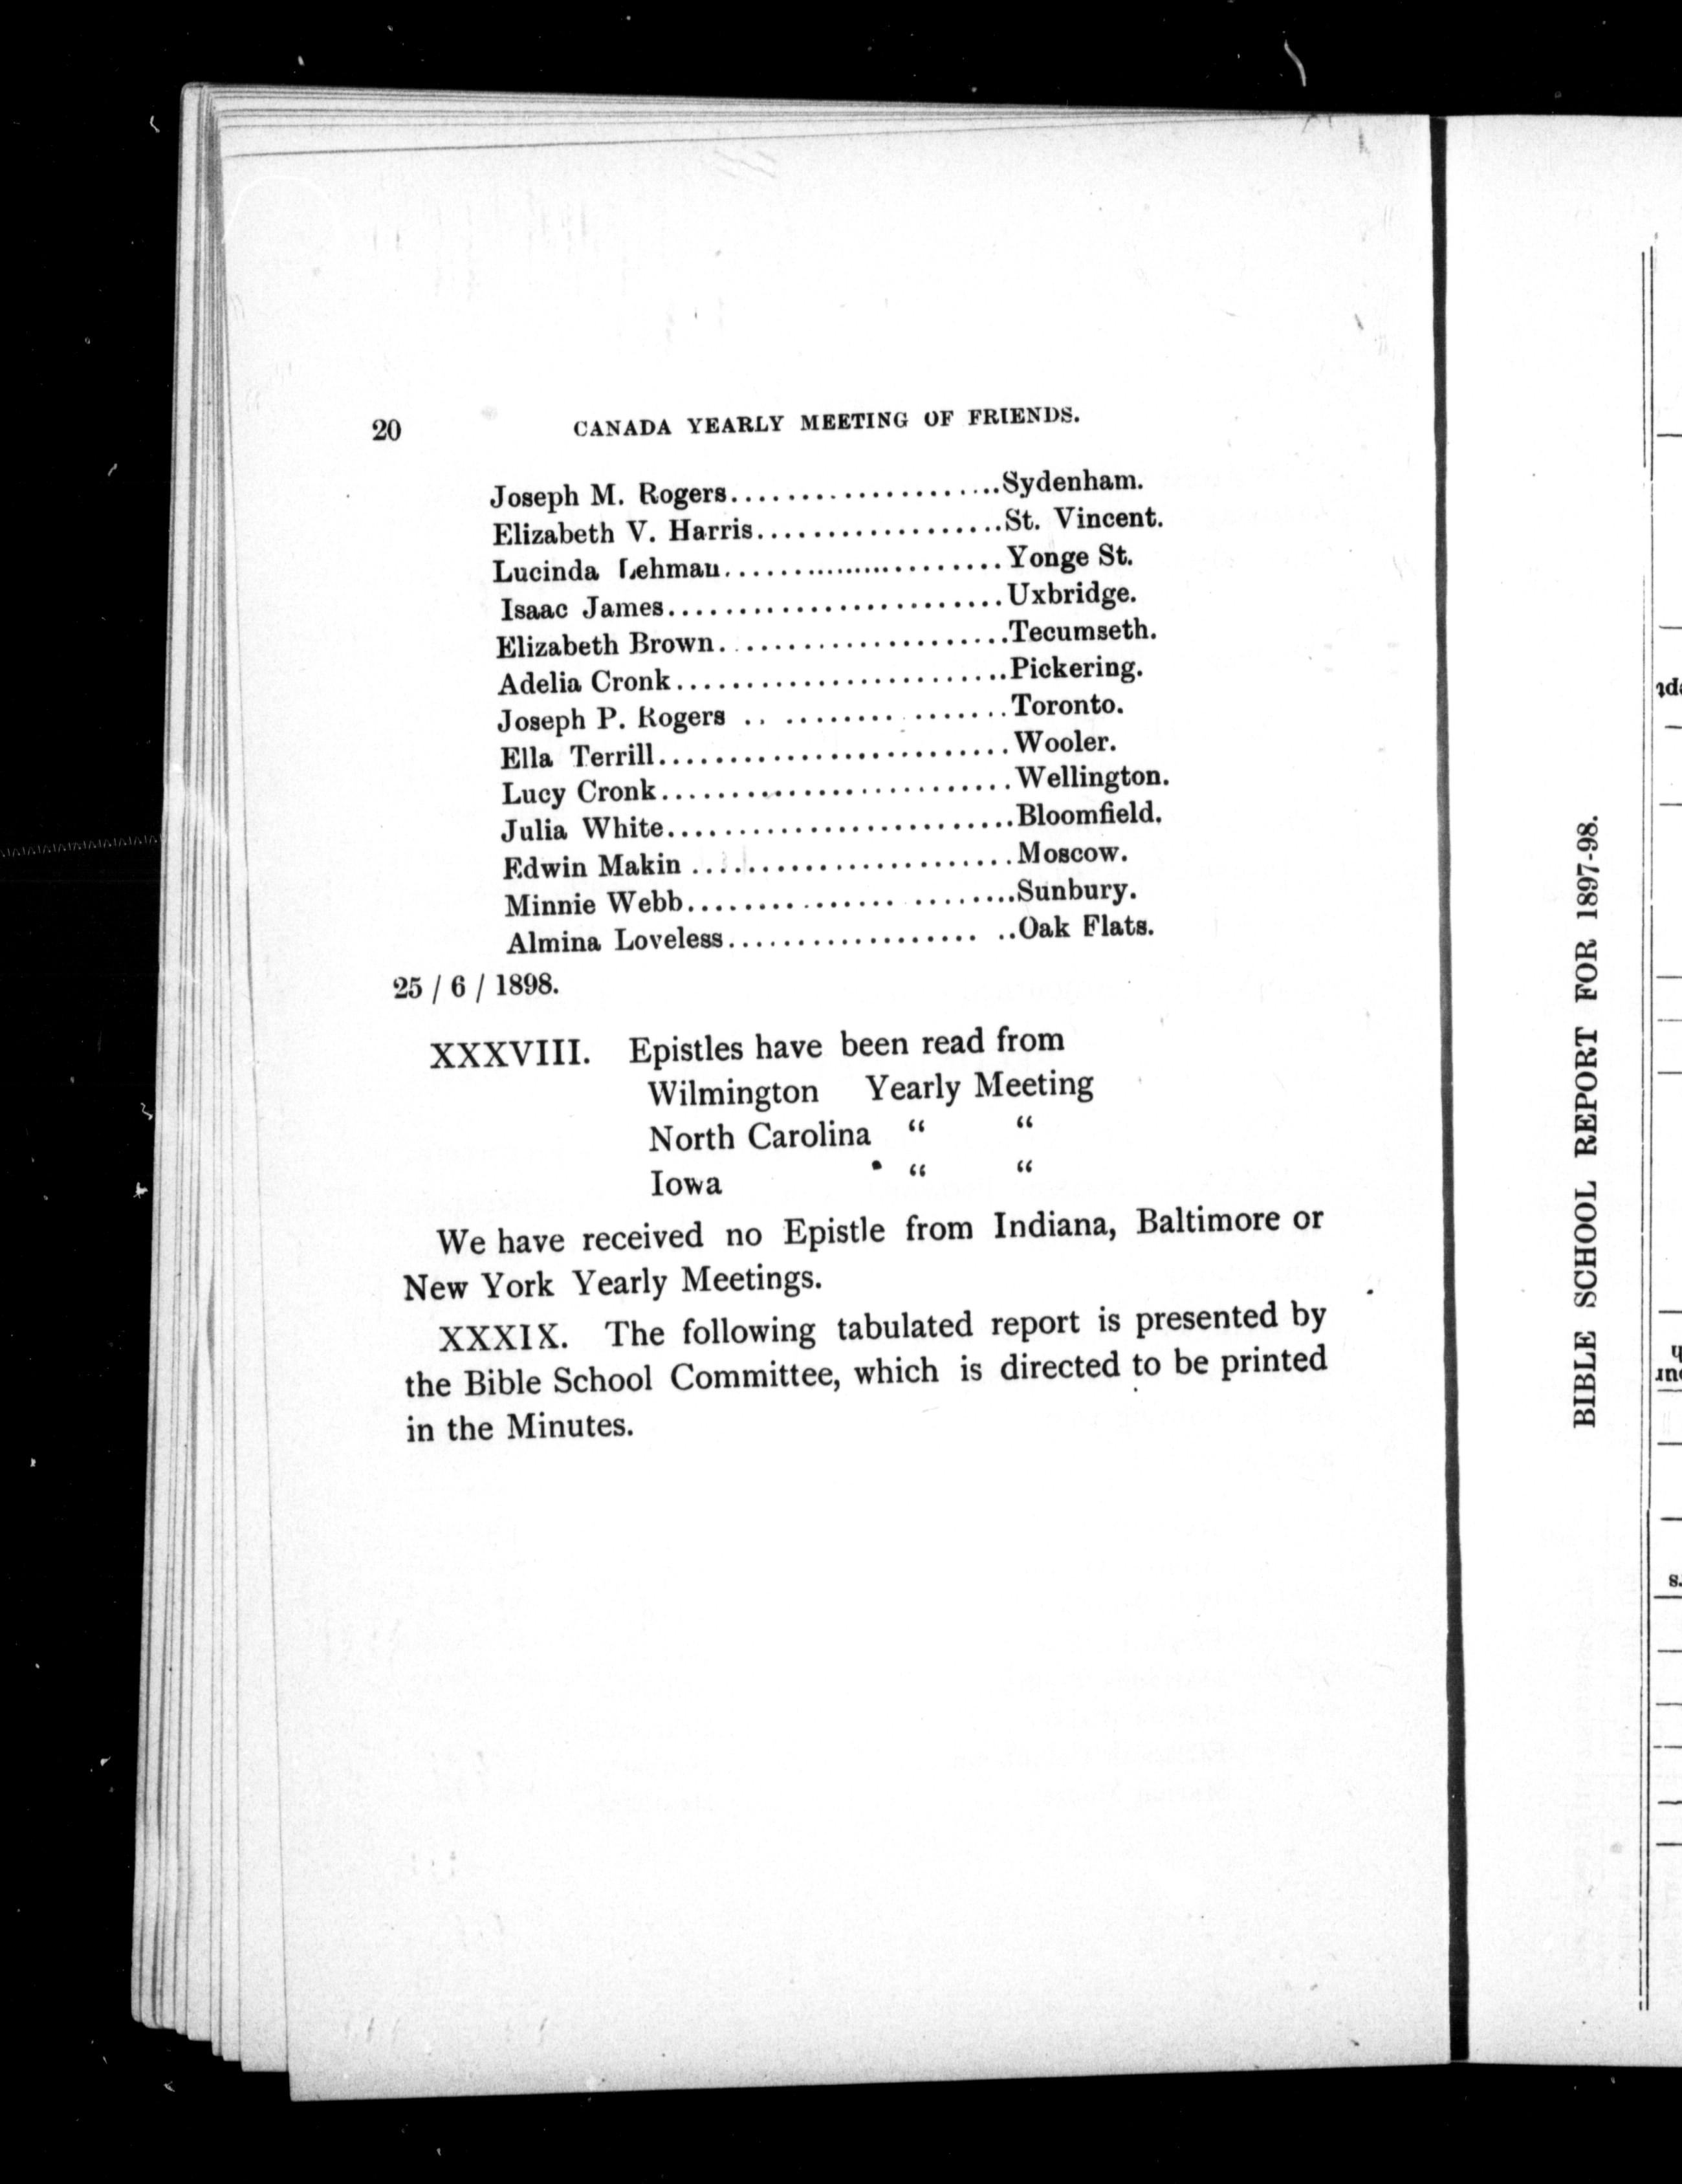 20 CANADA YEARLY MEETING OF FRIENDS.
Joseph M. Rogers....................Sydenham.
Elizabeth V. Harris..................St. Vincent.
Lucinda Lehman.......................Yonge St.
Isaac James........................Uxbridge.
Elizabeth Brown.....................Tecumseth.
Adelia Cronk........................Pickering.
Joseph P. Rogers .. ........ .......Toronto.
Ella Terrill.........................Wooler.
Lucy Cronk.........................Wellington.
Julia White.........................Bloomfield.
Edwin Makin .......................Moscow.
Minnie Webb............... ........Sunbury.
Almina Loveless.................. ..Oak Flats.
25 / 6 / 1898.
XXXVIII. Epistles have been read from
Wilmington Yearly Meeting
North Carolina “ “
Iowa “ “
We have received no Epistle from Indiana, Baltimore or
New York Yearly Meetings.
XXXIX. The following tabulated report is presented by
the Bible School Committee, which is directed to be printed
in the Minutes.
BIBLE SCHOOL REPORT FOR 1897-98.